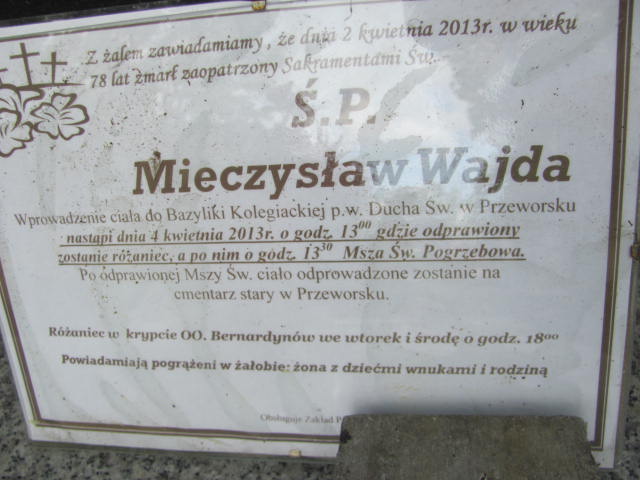 Z żalem zawiadamiamy, że dnia 2 kwietnia 2013r. w wieku
78 lat zmarł zaopatrzony Sakramentami Św.
Ś.P.
Mieczysław Wajda
Wprowadzenie ciała do Bazyliki Kolegiackiej p.w. Ducha Św. w Przeworsku
nastąpi dnia 4 kwietnia 2013r. o godz. 13⁰⁰ gdzie odprawiony
zostanie różaniec, a po nim o godz. 13³⁰ Msza Św. Pogrzebowa.
Po odprawionej Mszy Św. ciało odprowadzone zostanie na
cmentarz stary w Przeworsku.
Różaniec w krypcie OO. Bernardynów we wtorek i środę o godz. 18⁰⁰
Powiadamiają pogrążeni w żałobie: żona z dziećmi wnukami i rodziną
Obsługuje Zakład